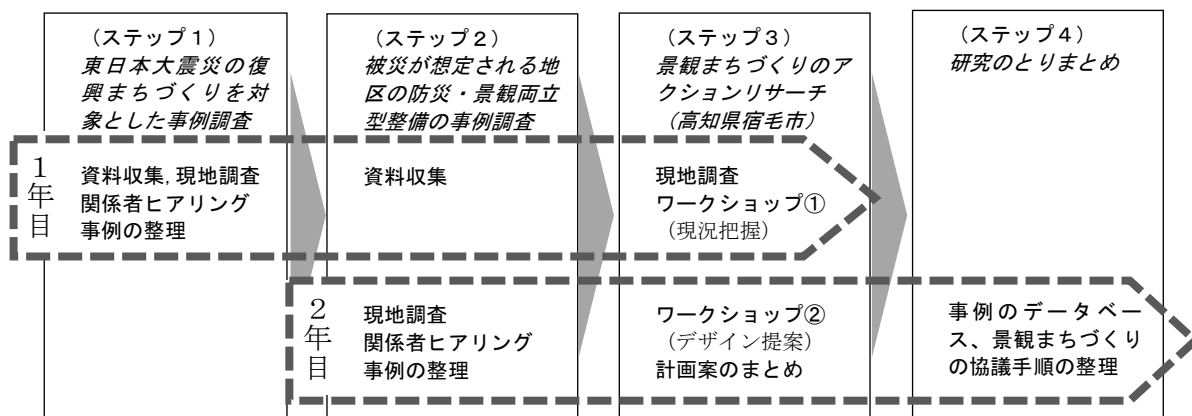 （ステップ１）
東日本大震災の復
興まちづくりを対
象とした事例調査
（ステップ２）
被災が想定される地
区の防災・景観両立
型整備の事例調査
（ステップ３）
景観まちづくりのア
クションリサーチ
（高知県宿毛市）
（ステップ４）
研究のとりまとめ
１年目
資料収集, 現地調査
関係者ヒアリング
事例の整理
資料収集
現地調査
ワークショップ①
（現況把握）
２年目
現地調査
関係者ヒアリング
事例の整理
ワークショップ②
（デザイン提案）
計画案のまとめ
事例のデータベー
ス、景観まちづくり
の協議手順の整理